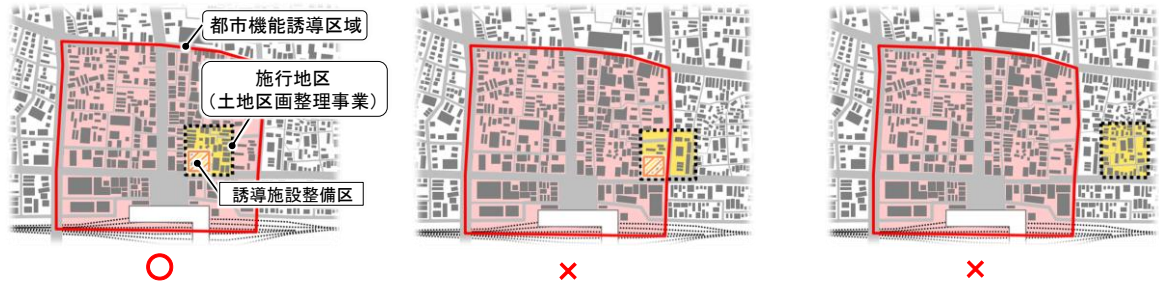 都市機能誘導区域
施行地区
（土地区画整理事業）
誘導施設整備区
○
×
×